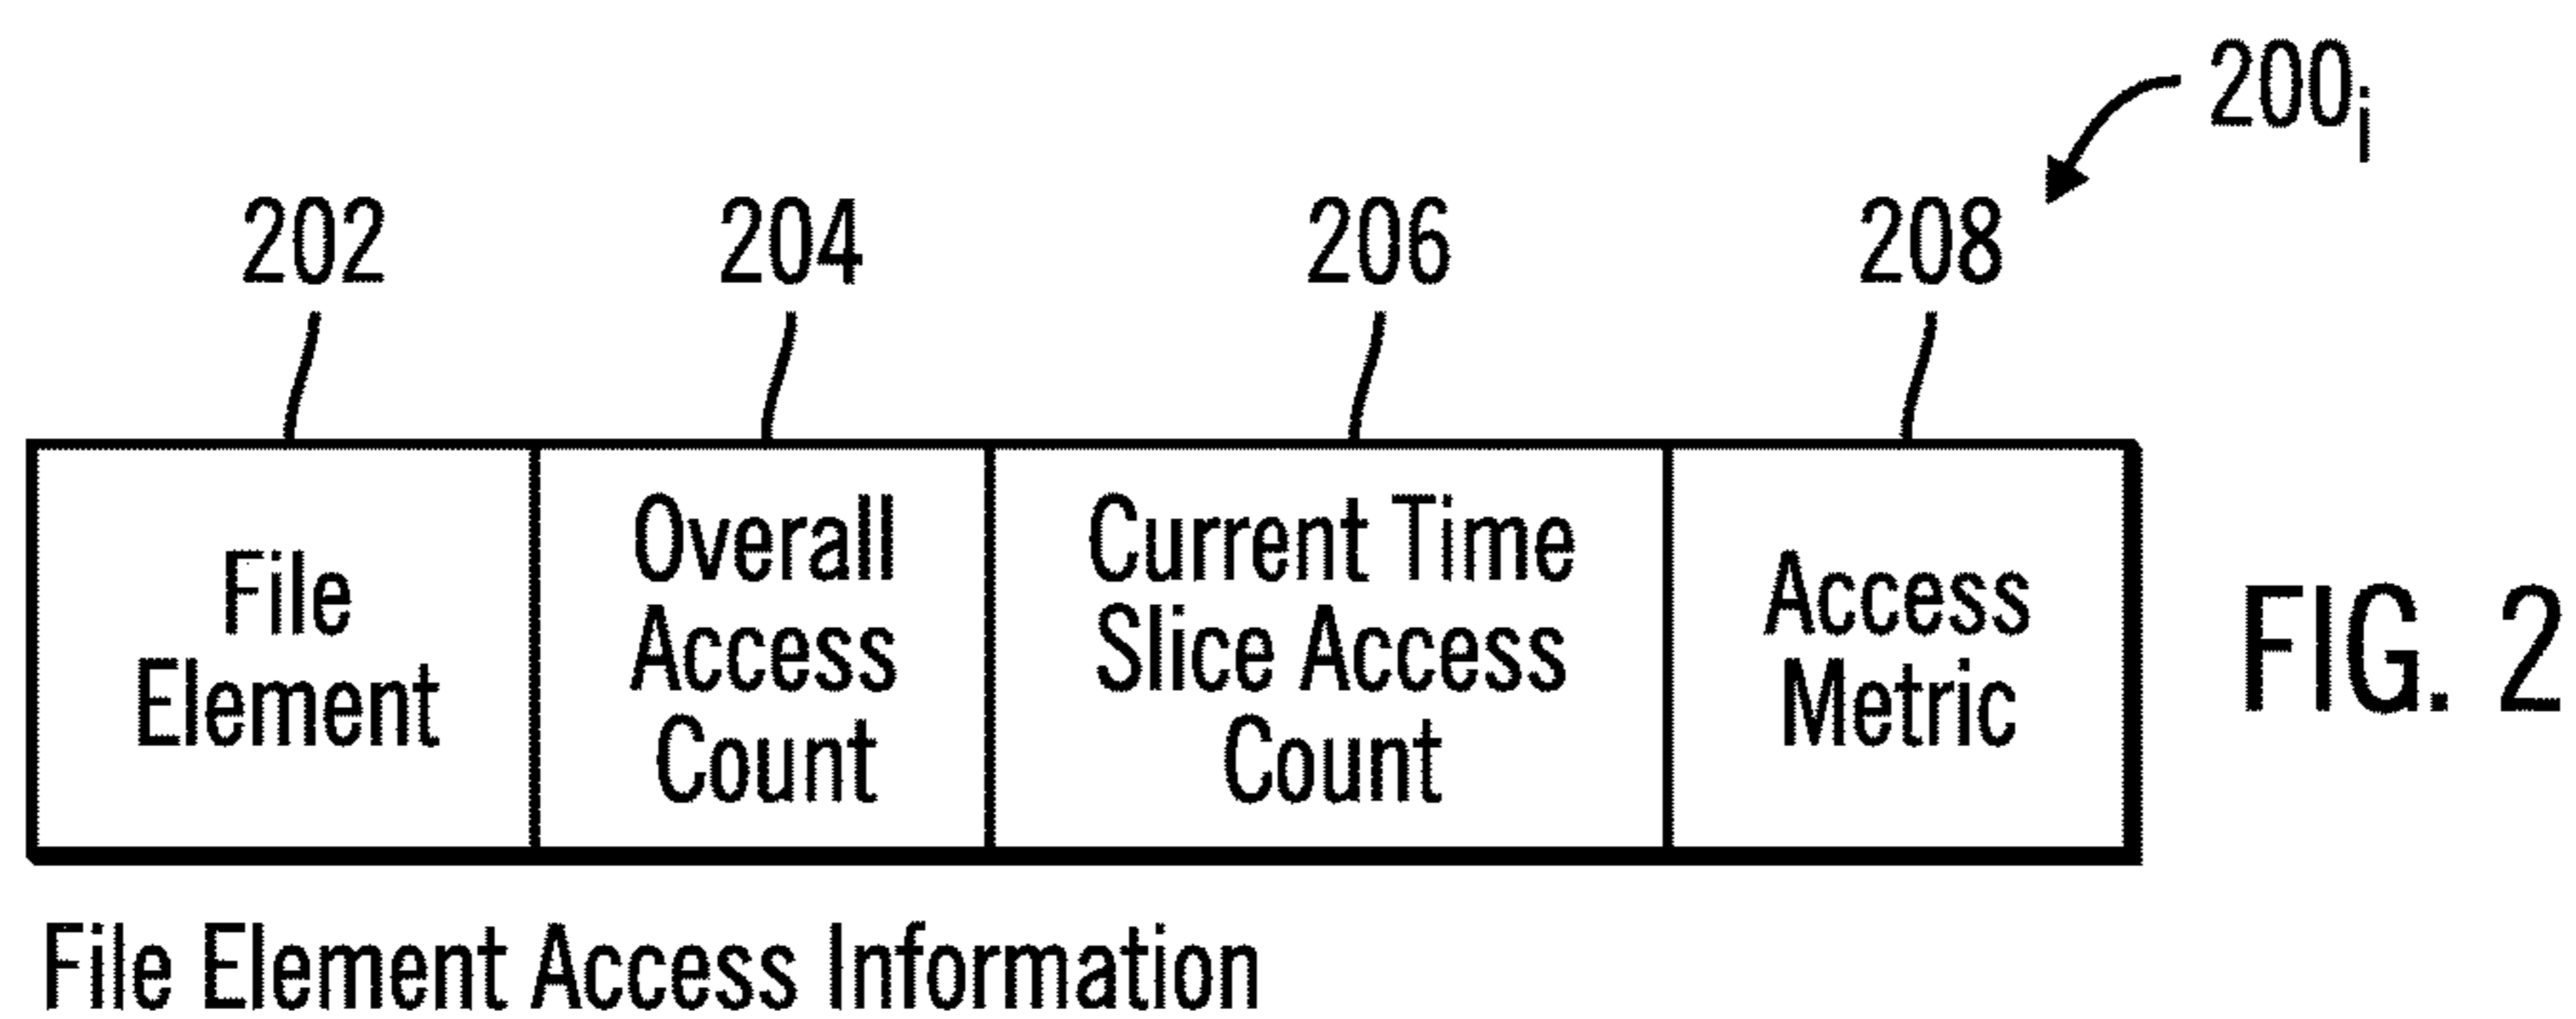 200i
202
204
206
208
File
Element
Overall
Access
Count
Current Time
Slice Access
Count
Access
Metric
FIG. 2
File Element Access Information